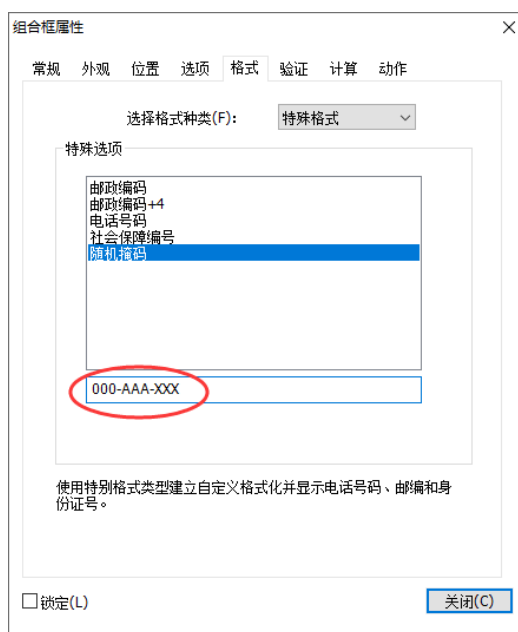 组合框属性
常规 外观 位置 选项 格式 验证 计算 动作
选择格式种类(F): 特殊格式
特殊选项
邮政编码
邮政编码+4
电话号码
社会保障编号
随机掩码
000-AAA-XXX
使用特别格式类型建立自定义格式化并显示电话号码、邮编和身
份证号。
锁定(L) 关闭(C)